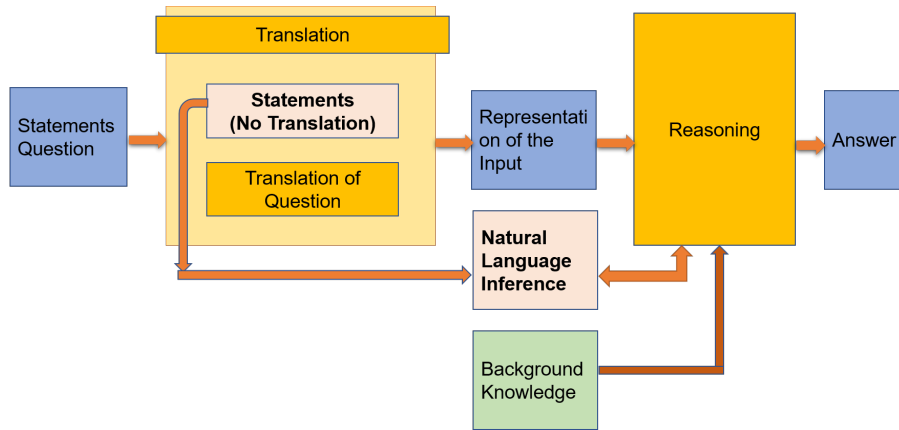 Translation
Statements
(No Translation)
Translation of
Question
Statements
Question
Representati
on of the
Input
Reasoning
Answer
Natural
Language
Inference
Background
Knowledge